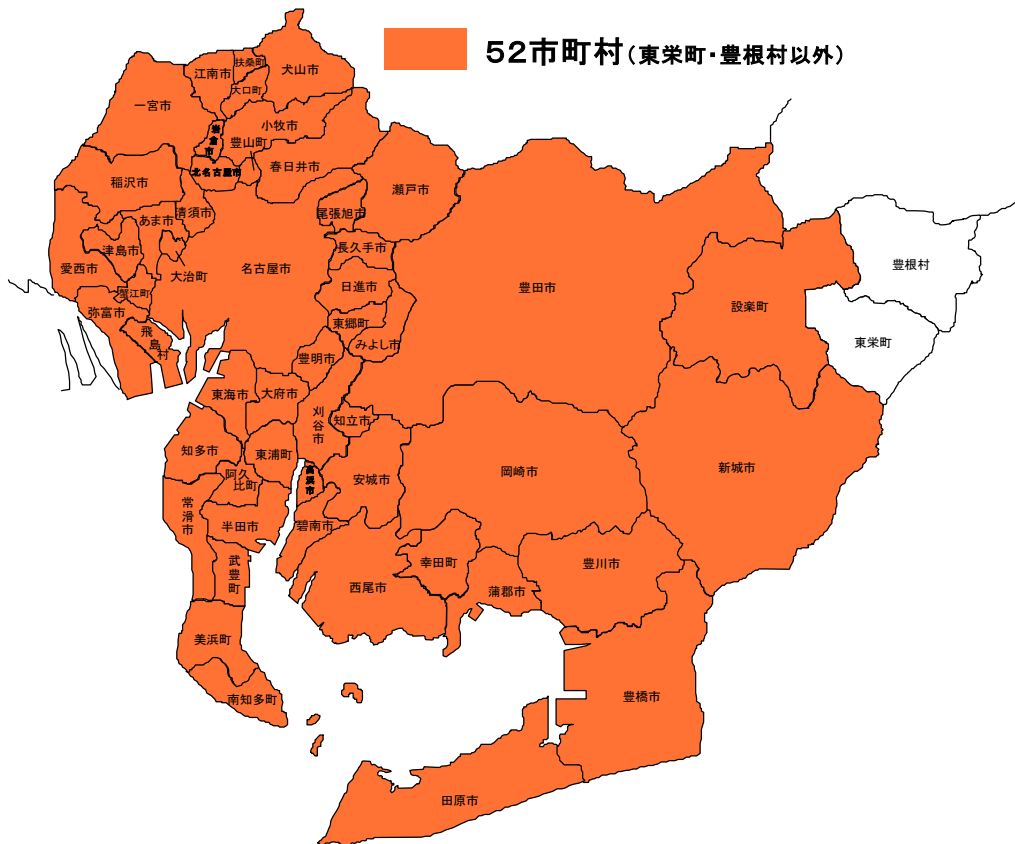 52市町村(東栄町・豊根村以外)
扶桑町
犬山市
江南市
大口町
一宮市
岩倉市
小牧市
豊山町
北名古屋市
春日井市
稲沢市
瀬戸市
あま市
清須市
尾張旭市
津島市
長久手市
愛西市
大治町
名古屋市
日進市
豊田市
設楽町
豊根村
蟹江町
弥富市
飛島村
東郷町
みよし市
東栄町
豊明市
東海市
大府市
刈谷市
知立市
知多市
東浦町
阿久比町
高浜市
安城市
岡崎市
新城市
常滑市
半田市
碧南市
武豊町
西尾市
幸田町
蒲郡市
豊川市
美浜町
南知多町
豊橋市
田原市